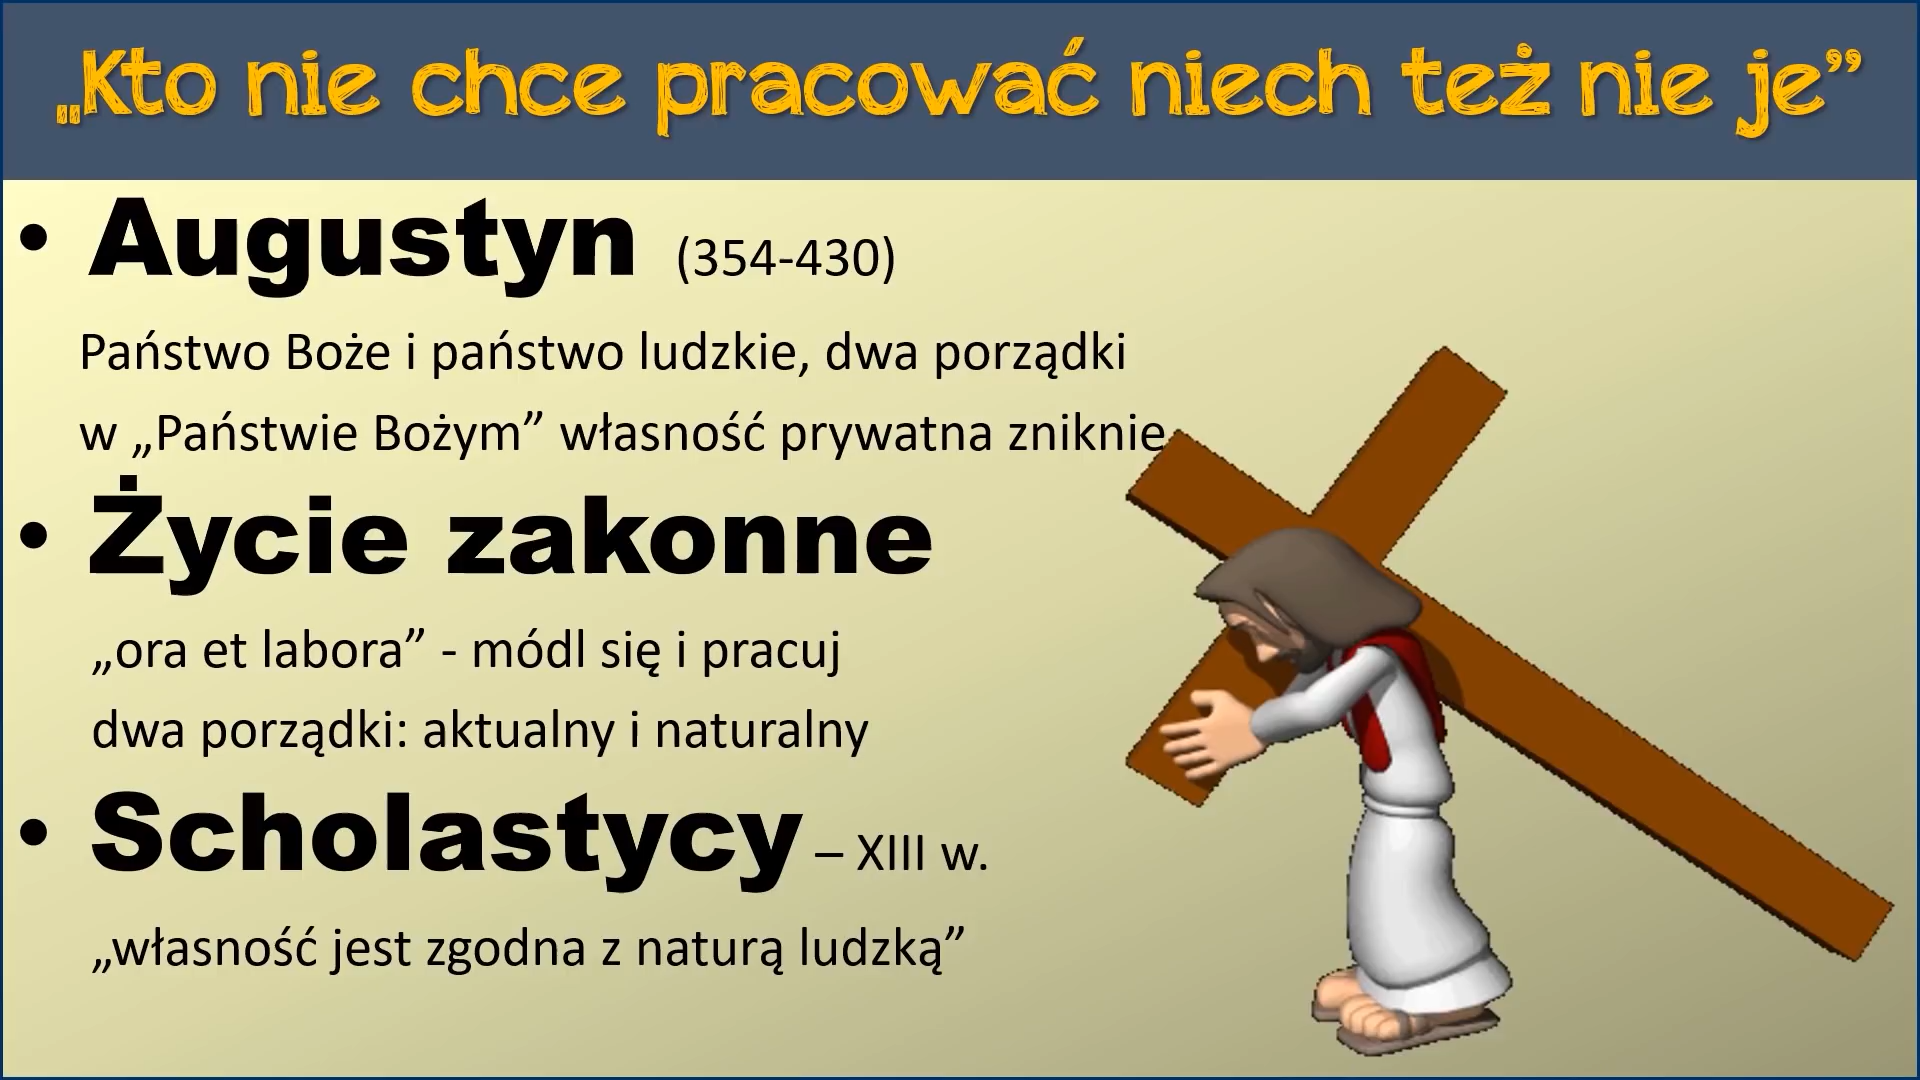 „Kto nie chce pracować niech też nie je”
• Augustyn (354-430)
Państwo Boże i państwo ludzkie, dwa porządki
w „Państwie Bożym” własność prywatna zniknie
• Życie zakonne
„ora et labora” - módl się i pracuj
dwa porządki: aktualny i naturalny
• Scholastycy – XIII w.
„własność jest zgodna z naturą ludzką”